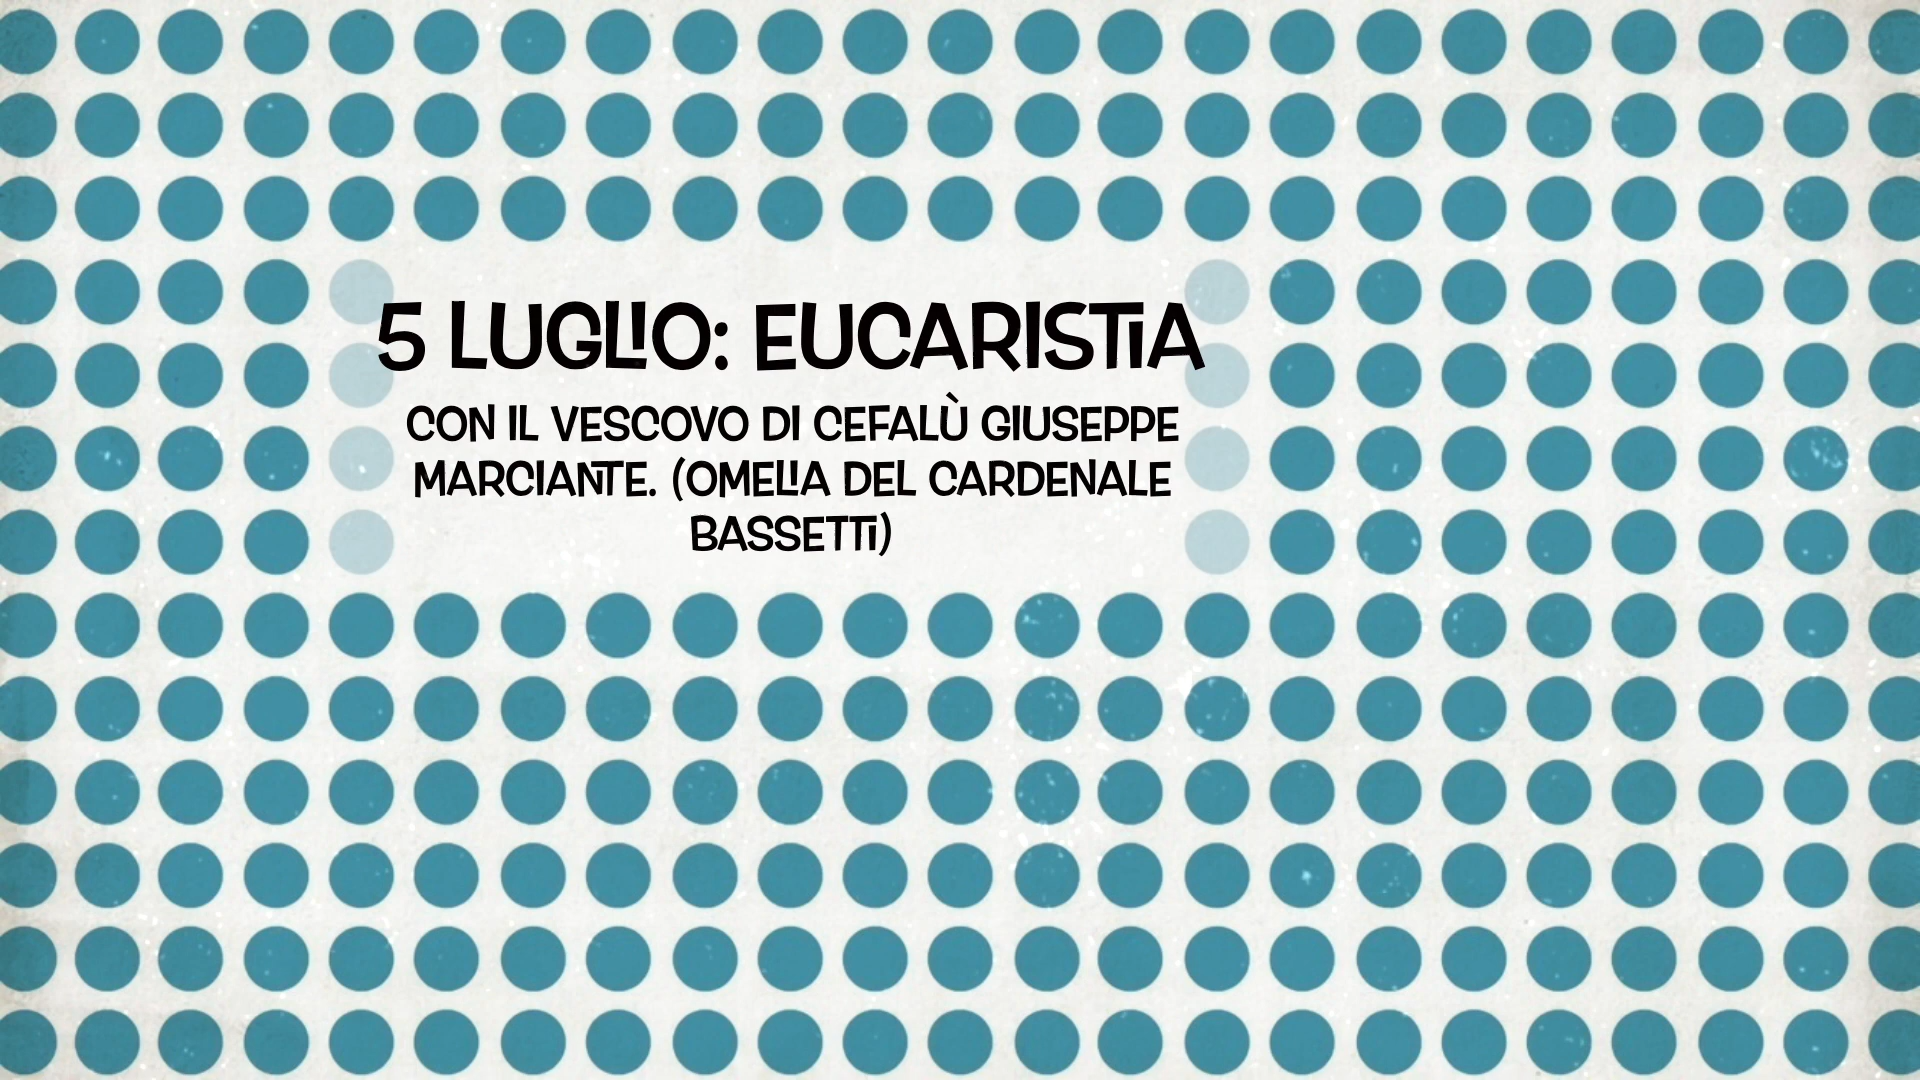 5 LUGLIO: EUCARISTIA
CON IL VESCOVO DI CEFALÙ GIUSEPPE
MARCIANTE. (OMELIA DEL CARDENALE
BASSETTI)